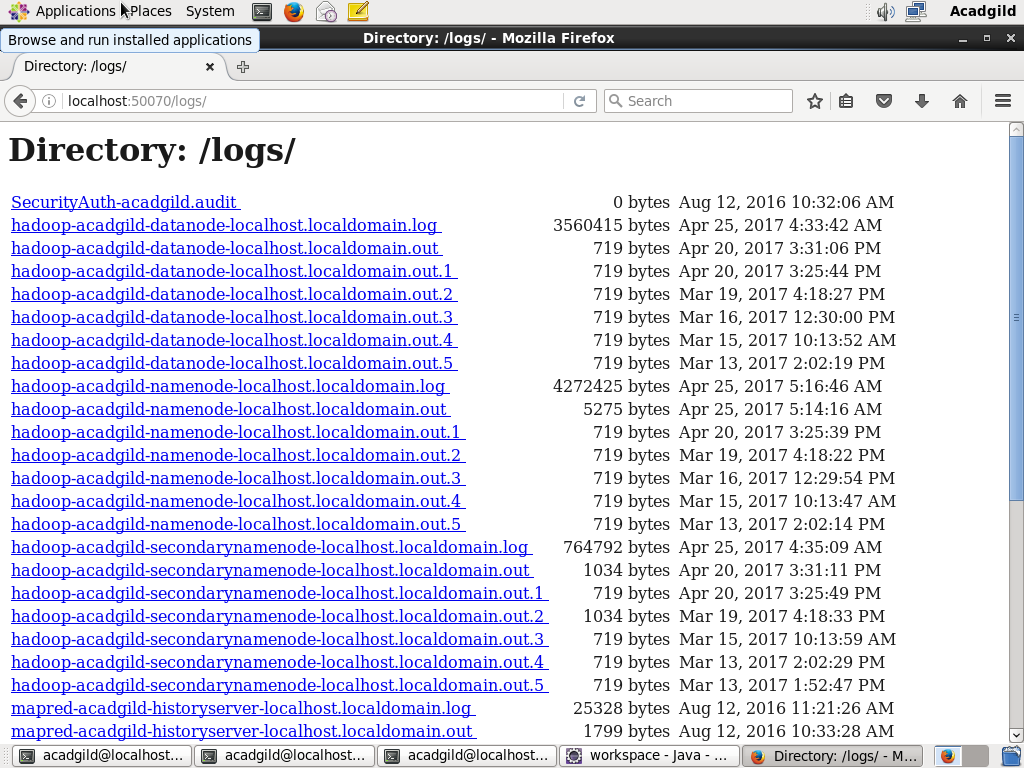 Applications Places System Acadgild
Browse and run installed applications
Directory: /logs/ - Mozilla Firefox
Directory: /logs/
localhost:50070/logs/ Search
Directory: /logs/
SecurityAuth-acadgild.audit 0 bytes Aug 12, 2016 10:32:06 AM
hadoop-acadgild-datanode-localhost.localdomain.log 3560415 bytes Apr 25, 2017 4:33:42 AM
hadoop-acadgild-datanode-localhost.localdomain.out 719 bytes Apr 20, 2017 3:31:06 PM
hadoop-acadgild-datanode-localhost.localdomain.out.1 719 bytes Apr 20, 2017 3:25:44 PM
hadoop-acadgild-datanode-localhost.localdomain.out.2 719 bytes Mar 19, 2017 4:18:27 PM
hadoop-acadgild-datanode-localhost.localdomain.out.3 719 bytes Mar 16, 2017 12:30:00 PM
hadoop-acadgild-datanode-localhost.localdomain.out.4 719 bytes Mar 15, 2017 10:13:52 AM
hadoop-acadgild-datanode-localhost.localdomain.out.5 719 bytes Mar 13, 2017 2:02:19 PM
hadoop-acadgild-namenode-localhost.localdomain.log 4272425 bytes Apr 25, 2017 5:16:46 AM
hadoop-acadgild-namenode-localhost.localdomain.out 5275 bytes Apr 25, 2017 5:14:16 AM
hadoop-acadgild-namenode-localhost.localdomain.out.1 719 bytes Apr 20, 2017 3:25:39 PM
hadoop-acadgild-namenode-localhost.localdomain.out.2 719 bytes Mar 19, 2017 4:18:22 PM
hadoop-acadgild-namenode-localhost.localdomain.out.3 719 bytes Mar 16, 2017 12:29:54 PM
hadoop-acadgild-namenode-localhost.localdomain.out.4 719 bytes Mar 15, 2017 10:13:47 AM
hadoop-acadgild-namenode-localhost.localdomain.out.5 719 bytes Mar 13, 2017 2:02:14 PM
hadoop-acadgild-secondarynamenode-localhost.localdomain.log 764792 bytes Apr 25, 2017 4:35:09 AM
hadoop-acadgild-secondarynamenode-localhost.localdomain.out 1034 bytes Apr 20, 2017 3:31:11 PM
hadoop-acadgild-secondarynamenode-localhost.localdomain.out.1 719 bytes Apr 20, 2017 3:25:49 PM
hadoop-acadgild-secondarynamenode-localhost.localdomain.out.2 1034 bytes Mar 19, 2017 4:18:33 PM
hadoop-acadgild-secondarynamenode-localhost.localdomain.out.3 719 bytes Mar 15, 2017 10:13:59 AM
hadoop-acadgild-secondarynamenode-localhost.localdomain.out.4 719 bytes Mar 13, 2017 2:02:29 PM
hadoop-acadgild-secondarynamenode-localhost.localdomain.out.5 719 bytes Mar 13, 2017 1:52:47 PM
mapred-acadgild-historyserver-localhost.localdomain.log 25328 bytes Aug 12, 2016 11:21:26 AM
mapred-acadgild-historyserver-localhost.localdomain.out 1799 bytes Aug 12, 2016 10:33:28 AM
acadgild@localhost... acadgild@localhost... acadgild@localhost... workspace - Java - ... Directory: /logs/ - M...